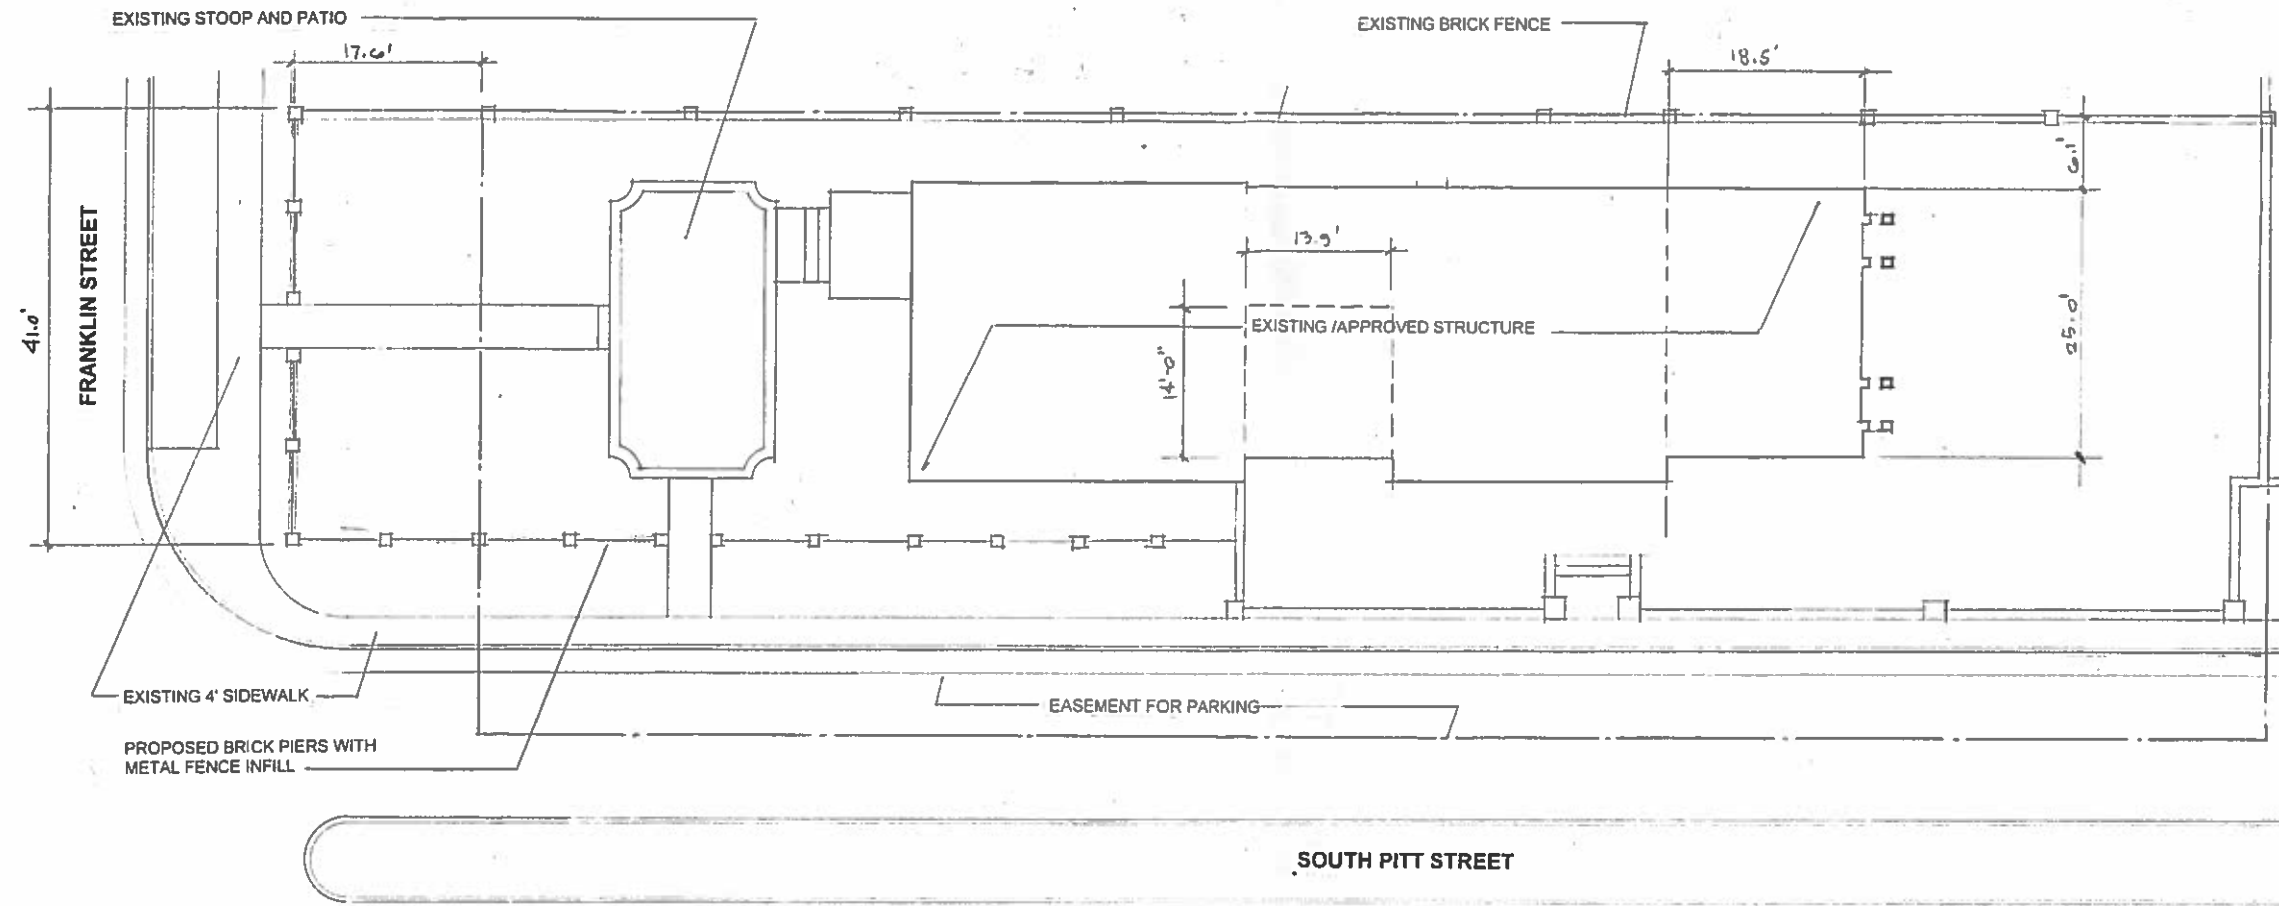 EXISTING STOOP AND PATIO
EXISTING BRICK FENCE
17.6'
18.5'
6.1'
FRANKLIN STREET
41.0'
13.9'
14'-0"
EXISTING /APPROVED STRUCTURE
25.0'
EXISTING 4' SIDEWALK
EASEMENT FOR PARKING
PROPOSED BRICK PIERS WITH
METAL FENCE INFILL
SOUTH PITT STREET